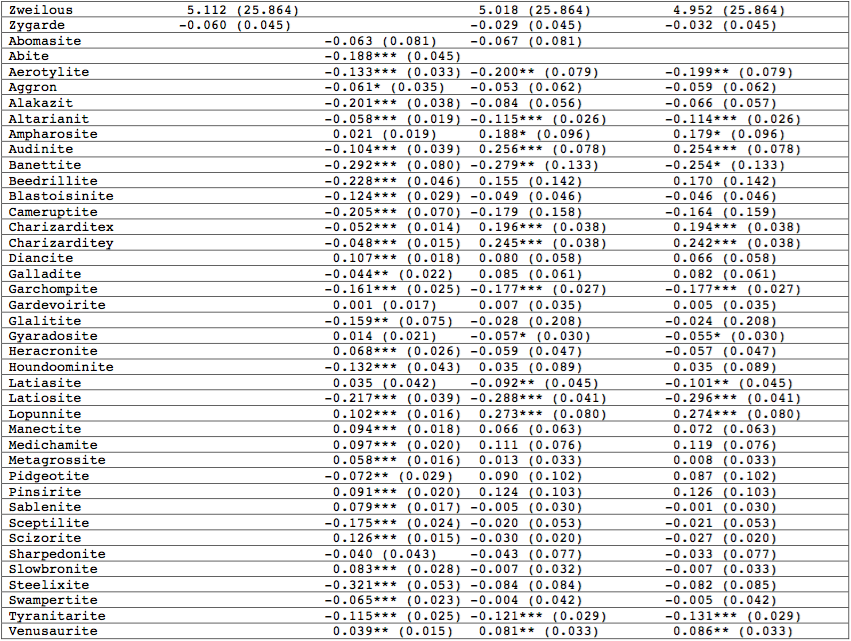 Zweilous 5.112 (25.864) 5.018 (25.864) 4.952 (25.864)
Zygarde -0.060 (0.045) -0.029 (0.045) -0.032 (0.045)
Abomasite -0.063 (0.081) -0.067 (0.081)
Abite -0.188*** (0.045)
Aerotylite -0.133*** (0.033) -0.200** (0.079) -0.199** (0.079)
Aggron -0.061* (0.035) -0.053 (0.062) -0.059 (0.062)
Alakazit -0.201*** (0.038) -0.084 (0.056) -0.066 (0.057)
Altarianit -0.058*** (0.019) -0.115*** (0.026) -0.114*** (0.026)
Ampharosite 0.021 (0.019) 0.188* (0.096) 0.179* (0.096)
Audinite -0.104*** (0.039) 0.256*** (0.078) 0.254*** (0.078)
Banettite -0.292*** (0.080) -0.279** (0.133) -0.254* (0.133)
Beedrillite -0.228*** (0.046) 0.155 (0.142) 0.170 (0.142)
Blastoisinite -0.124*** (0.029) -0.049 (0.046) -0.046 (0.046)
Cameruptite -0.205*** (0.070) -0.179 (0.158) -0.164 (0.159)
Charizarditex -0.052*** (0.014) 0.196*** (0.038) 0.194*** (0.038)
Charizarditey -0.048*** (0.015) 0.245*** (0.038) 0.242*** (0.038)
Diancite 0.107*** (0.018) 0.080 (0.058) 0.066 (0.058)
Galladite -0.044** (0.022) 0.085 (0.061) 0.082 (0.061)
Garchompite -0.161*** (0.025) -0.177*** (0.027) -0.177*** (0.027)
Gardevoirite 0.001 (0.017) 0.007 (0.035) 0.005 (0.035)
Glalitite -0.159** (0.075) -0.028 (0.208) -0.024 (0.208)
Gyaradosite 0.014 (0.021) -0.057* (0.030) -0.055* (0.030)
Heracronite 0.068*** (0.026) -0.059 (0.047) -0.057 (0.047)
Houndoominite -0.132*** (0.043) 0.035 (0.089) 0.035 (0.089)
Latiasite 0.035 (0.042) -0.092** (0.045) -0.101** (0.045)
Latiosite -0.217*** (0.039) -0.288*** (0.041) -0.296*** (0.041)
Lopunnite 0.102*** (0.016) 0.273*** (0.080) 0.274*** (0.080)
Manectite 0.094*** (0.018) 0.066 (0.063) 0.072 (0.063)
Medichamite 0.097*** (0.020) 0.111 (0.076) 0.119 (0.076)
Metagrossite 0.058*** (0.016) 0.013 (0.033) 0.008 (0.033)
Pidgeotite -0.072** (0.029) 0.090 (0.102) 0.087 (0.102)
Pinsirite 0.091*** (0.020) 0.124 (0.103) 0.126 (0.103)
Sablenite 0.079*** (0.017) -0.005 (0.030) -0.001 (0.030)
Sceptilite -0.175*** (0.024) -0.020 (0.053) -0.021 (0.053)
Scizorite 0.126*** (0.015) -0.030 (0.020) -0.027 (0.020)
Sharpedonite -0.040 (0.043) -0.043 (0.077) -0.033 (0.077)
Slowbronite 0.083*** (0.028) -0.007 (0.032) -0.007 (0.033)
Steelixite -0.321*** (0.053) -0.084 (0.084) -0.082 (0.085)
Swampertite -0.065*** (0.023) -0.004 (0.042) -0.005 (0.042)
Tyranitarite -0.115*** (0.025) -0.121*** (0.029) -0.131*** (0.029)
Venusaurite 0.039** (0.015) 0.081** (0.033) 0.086** (0.033)